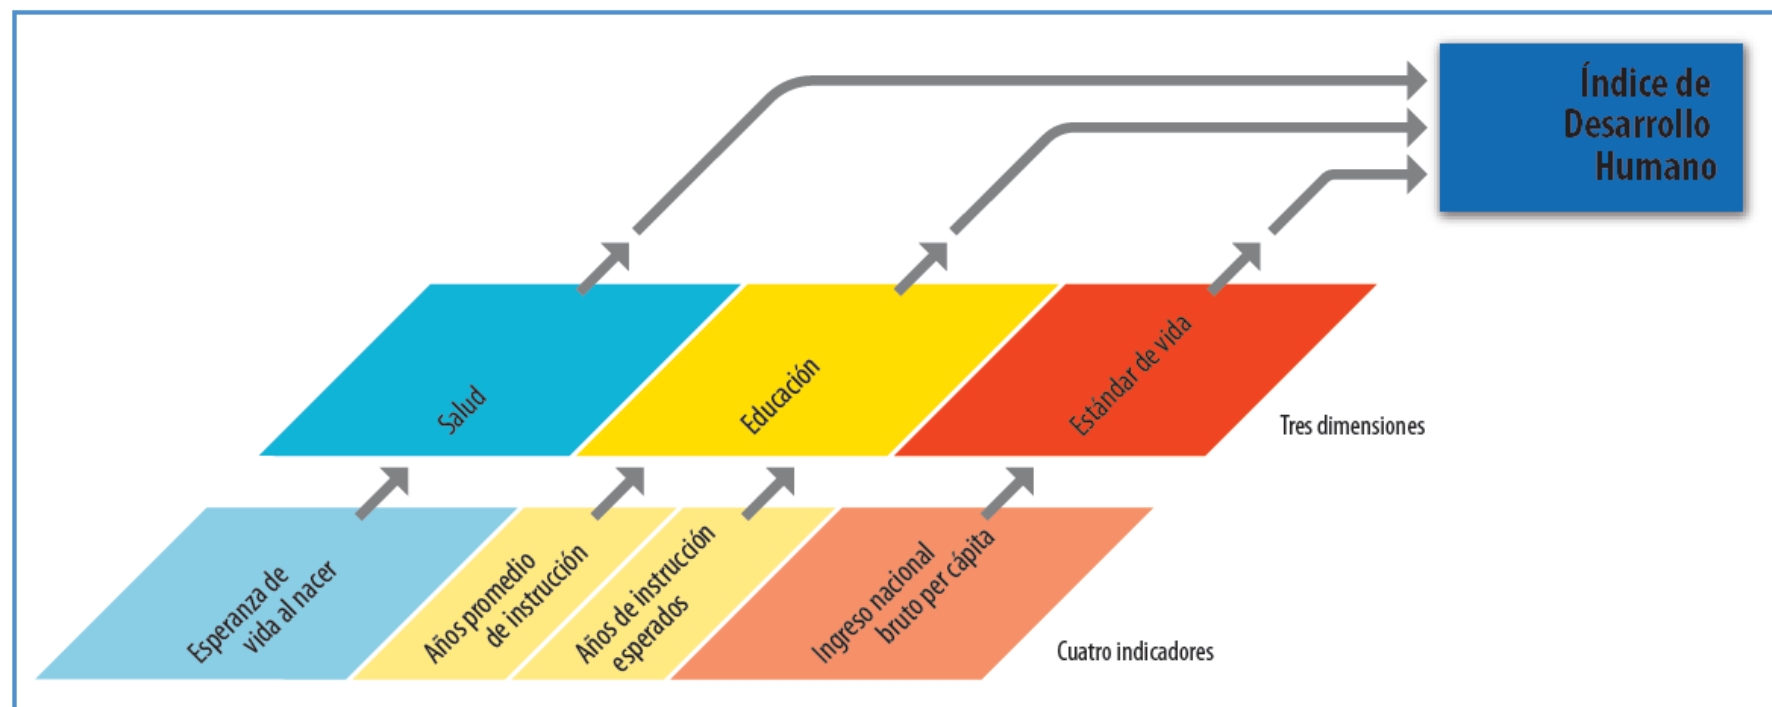 Índice de
Desarrollo
Humano
Salud
Educación
Estándar de vida
Tres dimensiones
Esperanza de
vida al nacer
Años promedio
de instrucción
Años de instrucción
esperados
Ingreso nacional
bruto per cápita
Cuatro indicadores